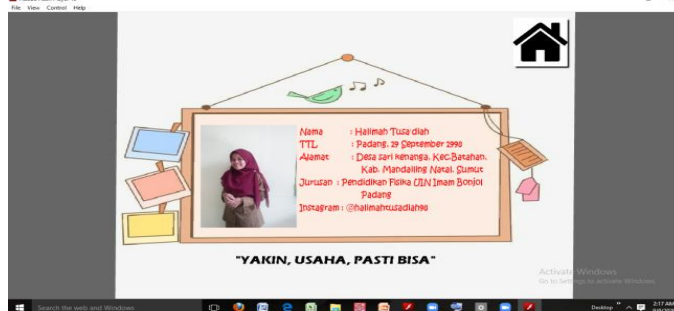 File View Control Help
Nama : Halimah Tusa'diah
TTL : Padang, 29 September 1998
Alamat : Desa sari kenanga, Kec.Batahan,
Kab. Mandailing Natal, Sumut
Jurusan : Pendidikan Fisika UIN Imam Bonjol
Padang
Instagram : @halimahtusadiah98
"YAKIN, USAHA, PASTI BISA"
Activate Windows
Go to Settings to activate Windows.
Search the web and Windows
Desktop
2:17 AM